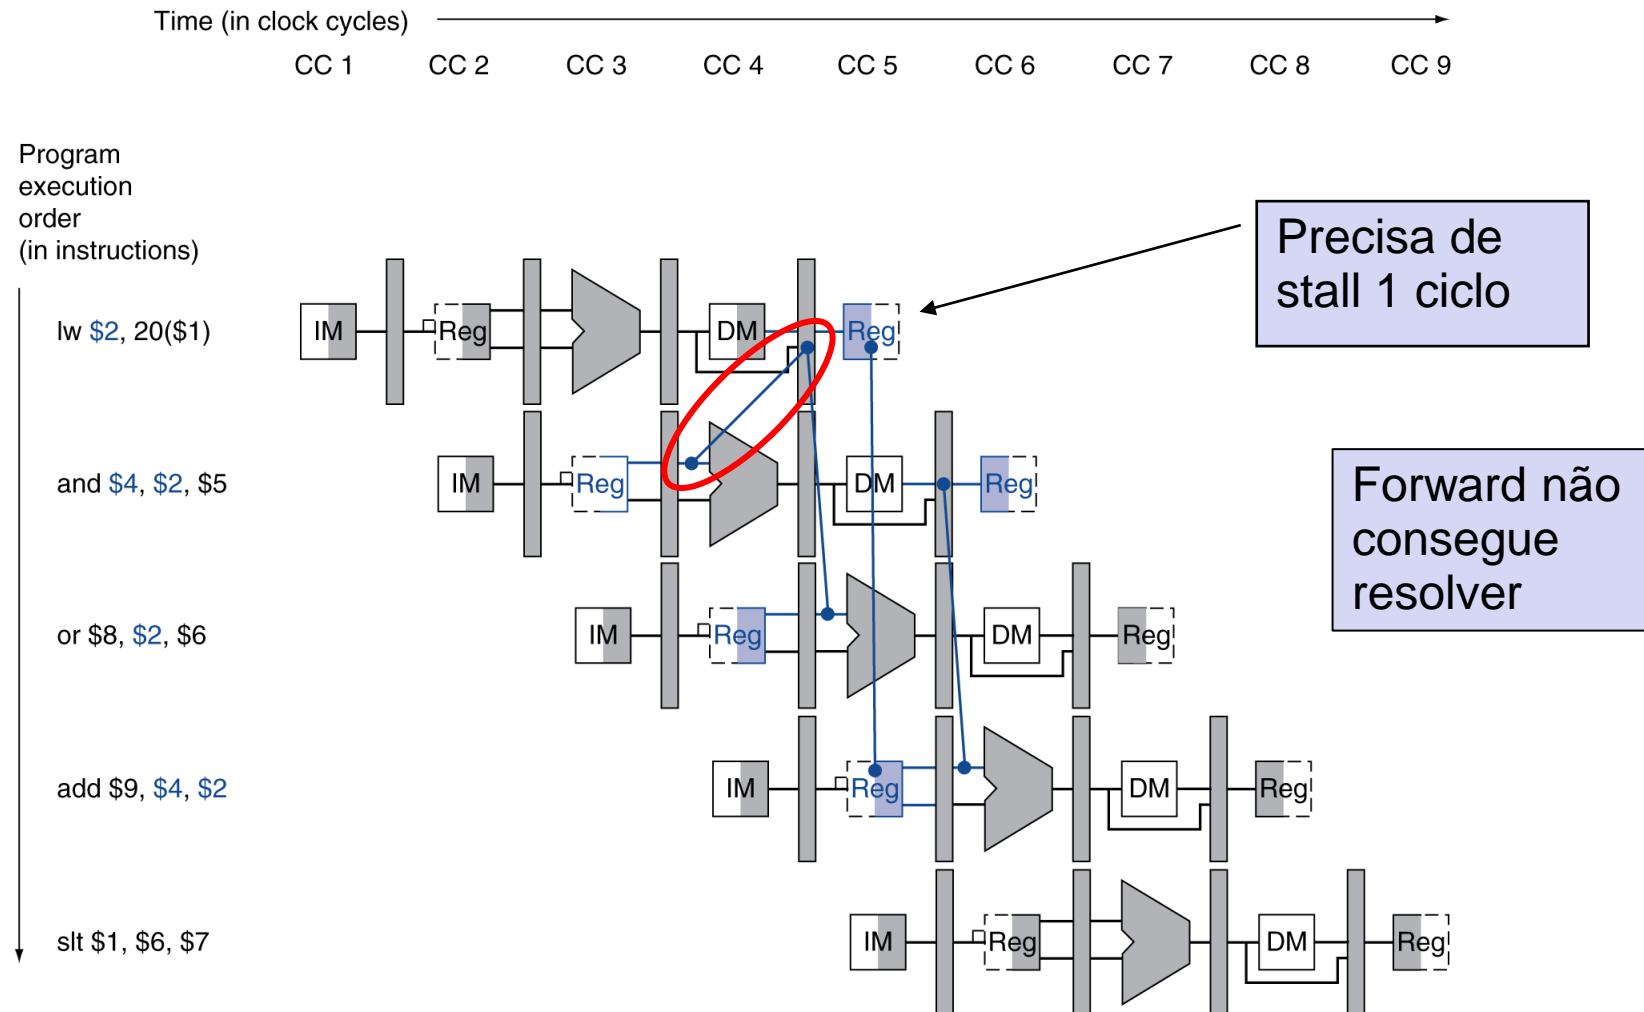 Time (in clock cycles)
CC 1 CC 2 CC 3 CC 4 CC 5 CC 6 CC 7 CC 8 CC 9
Program
execution
order
(in instructions)
Precisa de
stall 1 ciclo
lw $2, 20($1) IM Reg DM Reg
and $4, $2, $5 IM Reg DM Reg
Forward não
consegue
resolver
or $8, $2, $6 IM Reg DM Reg
add $9, $4, $2 IM Reg DM Reg
slt $1, $6, $7 IM Reg DM Reg